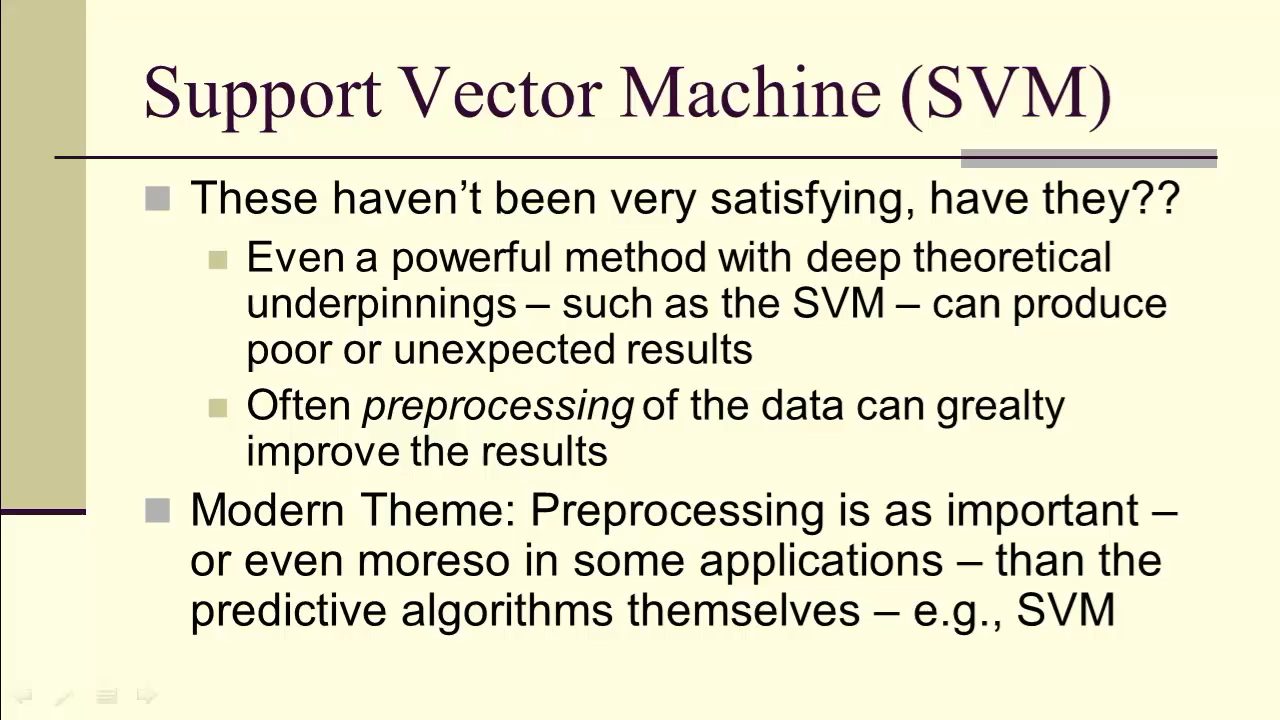 Support Vector Machine (SVM)
These haven’t been very satisfying, have they??
Even a powerful method with deep theoretical
underpinnings – such as the SVM – can produce
poor or unexpected results
Often preprocessing of the data can grealty
improve the results
Modern Theme: Preprocessing is as important –
or even moreso in some applications – than the
predictive algorithms themselves – e.g., SVM